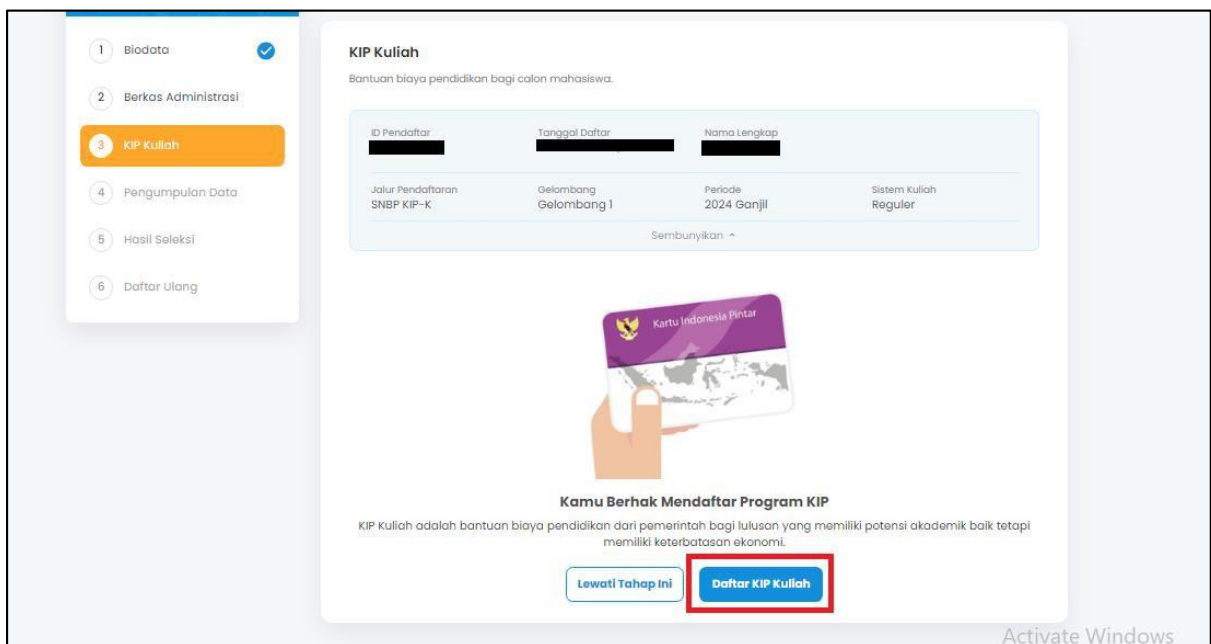 1 Biodata
2 Berkas Administrasi
3 KIP Kuliah
4 Pengumpulan Data
5 Hasil Seleksi
6 Daftar Ulang
KIP Kuliah
Bantuan biaya pendidikan bagi calon mahasiswa.
ID Pendaftar Tanggal Daftar Nama Lengkap
Jalur Pendaftaran Gelombang Periode Sistem Kuliah
SNBP KIP-K Gelombang 1 2024 Ganjil Reguler
Sembunyikan
Kartu Indonesia Pintar
Kamu Berhak Mendaftar Program KIP
KIP Kuliah adalah bantuan biaya pendidikan dari pemerintah bagi lulusan yang memiliki potensi akademik baik tetapi
memiliki keterbatasan ekonomi.
Lewati Tahap Ini Daftar KIP Kuliah
Activate Windows